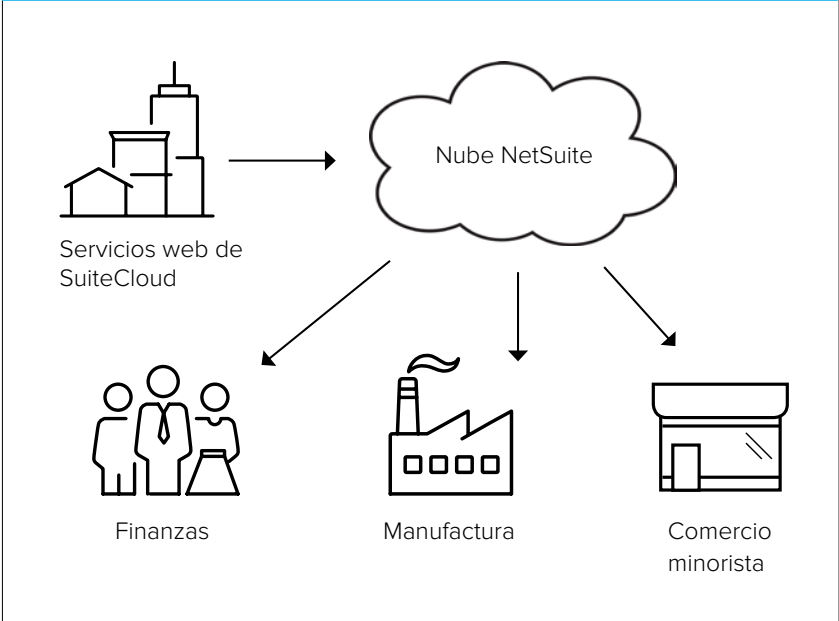 Nube NetSuite
Servicios web de
SuiteCloud
Finanzas
Manufactura
Comercio
minorista